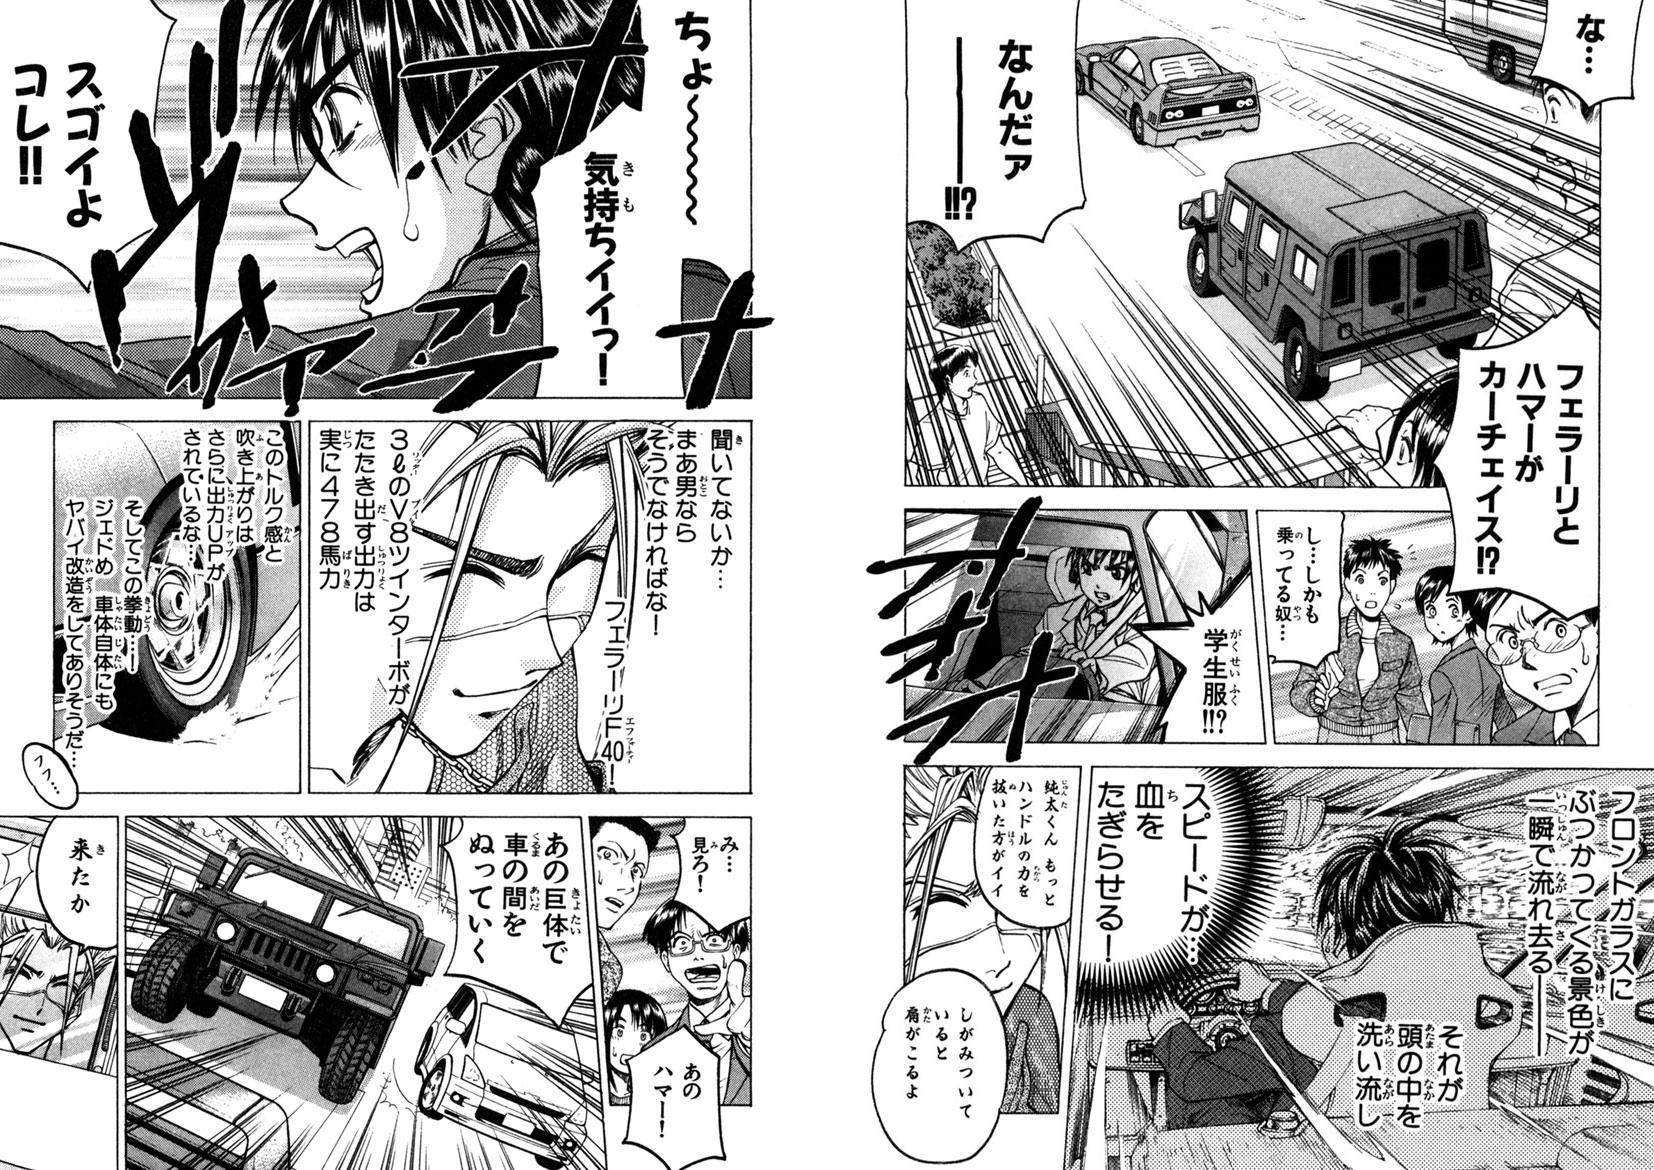 な…
なんだァ
――!!?
フェラーリと
ハマーが
カーチェイス!?
し…しかも
乗ってる奴…
学生服!!?
フロントガラスに
ぶつかってくる景色が
一瞬で流れ去る――
それが
頭の中を
洗い流し
スピードが…
血を
たぎらせる!
純太くん もっと
ハンドルの力を
抜いた方がイイ
しがみついて
いると
肩がこるよ
ちょ〜〜〜〜
気持ちイイっ!
スゴイよ
コレ!!
聞いてないか…
まあ男なら
そうでなければな!
フェラーリF40!
3ℓのV8ツインターボが
たたき出す出力は
実に478馬力
このトルク感と
吹き上がりは
さらに出力UPが
されているな…
そしてこの挙動…!
ジェドめ 車体自体にも
ヤバイ改造をしてありそうだ…
フフ…
み…
見ろ!
あの
ハマー!
あの巨体で
車の間を
ぬっていく
来たか